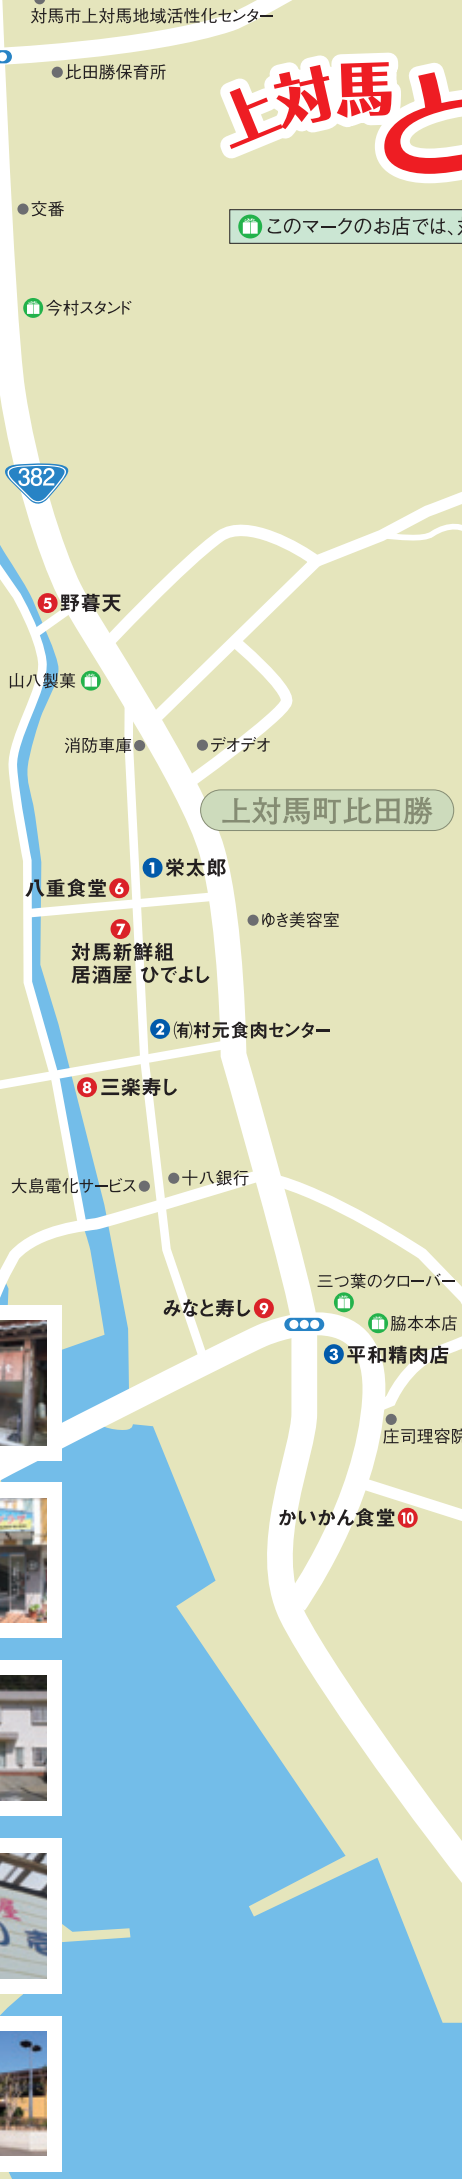 対馬市上対馬地域活性化センター
比田勝保育所
上対馬と
交番
このマークのお店では、
今村スタンド
382
5 野暮天
山八製菓
消防車庫
デオデオ
上対馬町比田勝
1 栄太郎
八重食堂 6
7
ゆき美容室
対馬新鮮組
居酒屋 ひでよし
2 ㈲村元食肉センター
8 三楽寿し
十八銀行
大島電化サービス
三つ葉のクローバー
みなと寿し 9
脇本本店
3 平和精肉店
庄司理容院
かいかん食堂 10
屋
壱